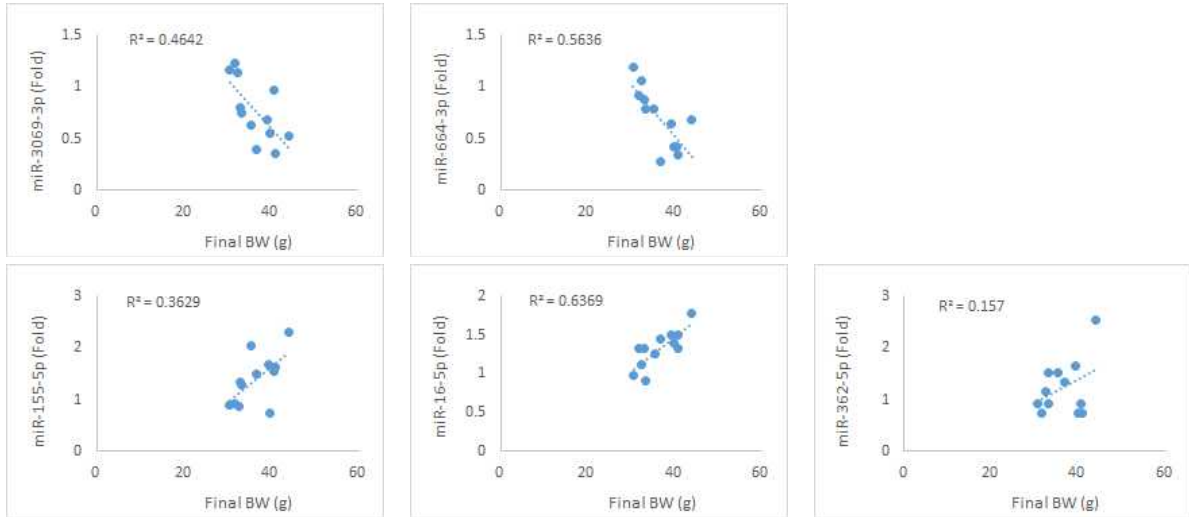 R² = 0.4642
miR-3069-3p (Fold)
1.5
1
0.5
0
0 20 40 60
Final BW (g)
R² = 0.5636
miR-664-3p (Fold)
1.5
1
0.5
0
0 20 40 60
Final BW (g)
R² = 0.3629
miR-155-5p (Fold)
3
2
1
0
0 20 40 60
Final BW (g)
R² = 0.6369
miR-16-5p (Fold)
2
1.5
1
0.5
0
0 20 40 60
Final BW (g)
R² = 0.157
miR-362-5p (Fold)
3
2
1
0
0 20 40 60
Final BW (g)